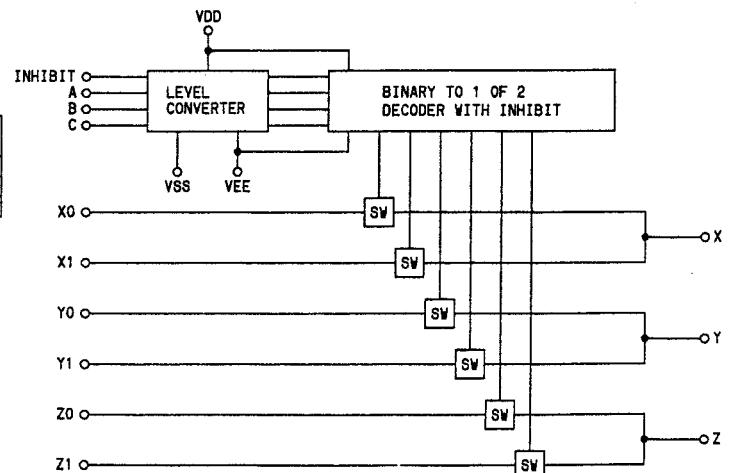 VDD
INHIBIT
A
B
C
LEVEL
CONVERTER
BINARY TO 1 OF 2
DECODER WITH INHIBIT
VSS
VEE
X0
SW
X
X1
SW
Y0
SW
Y
Y1
SW
Z0
SW
Z
Z1
SW